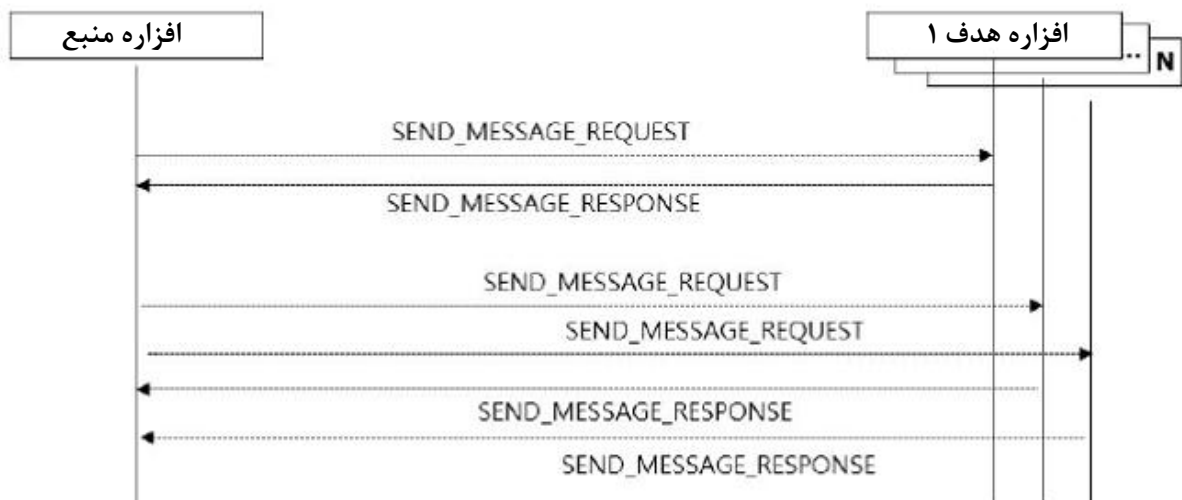 افزاره منبع
افزاره هدف ۱
... N
SEND_MESSAGE_REQUEST
SEND_MESSAGE_RESPONSE
SEND_MESSAGE_REQUEST
SEND_MESSAGE_REQUEST
SEND_MESSAGE_RESPONSE
SEND_MESSAGE_RESPONSE